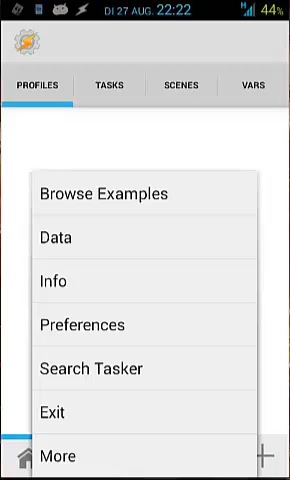 DI 27 AUG. 22:22 H 44%
PROFILES TASKS SCENES VARS
Browse Examples
Data
Info
Preferences
Search Tasker
Exit
More